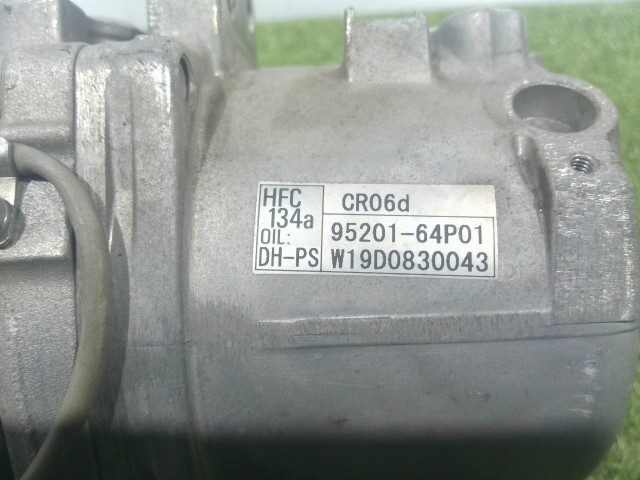 HFC
134a
OIL:
DH-PS
CR06d
95201-64P01
W19D0830043